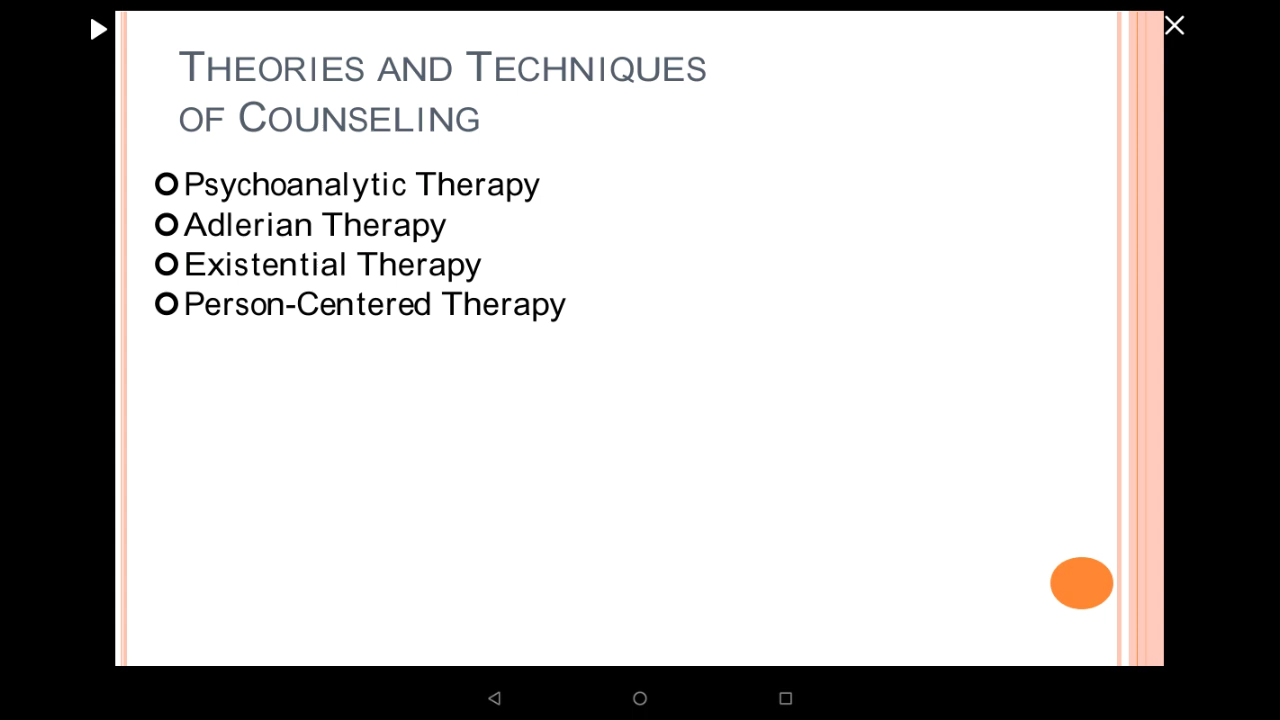 THEORIES AND TECHNIQUES
OF COUNSELING
Psychoanalytic Therapy
Adlerian Therapy
Existential Therapy
Person-Centered Therapy